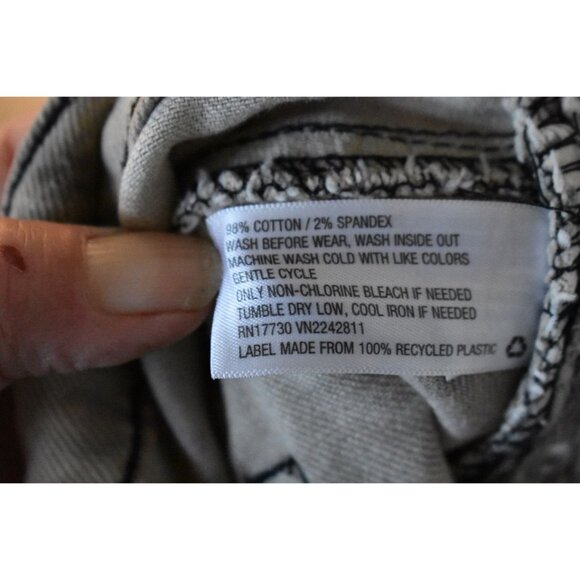 98% COTTON / 2% SPANDEX
WASH BEFORE WEAR, WASH INSIDE OUT
MACHINE WASH COLD WITH LIKE COLORS
GENTLE CYCLE
ONLY NON-CHLORINE BLEACH IF NEEDED
TUMBLE DRY LOW, COOL IRON IF NEEDED
RN17730 VN2242811
LABEL MADE FROM 100% RECYCLED PLASTIC